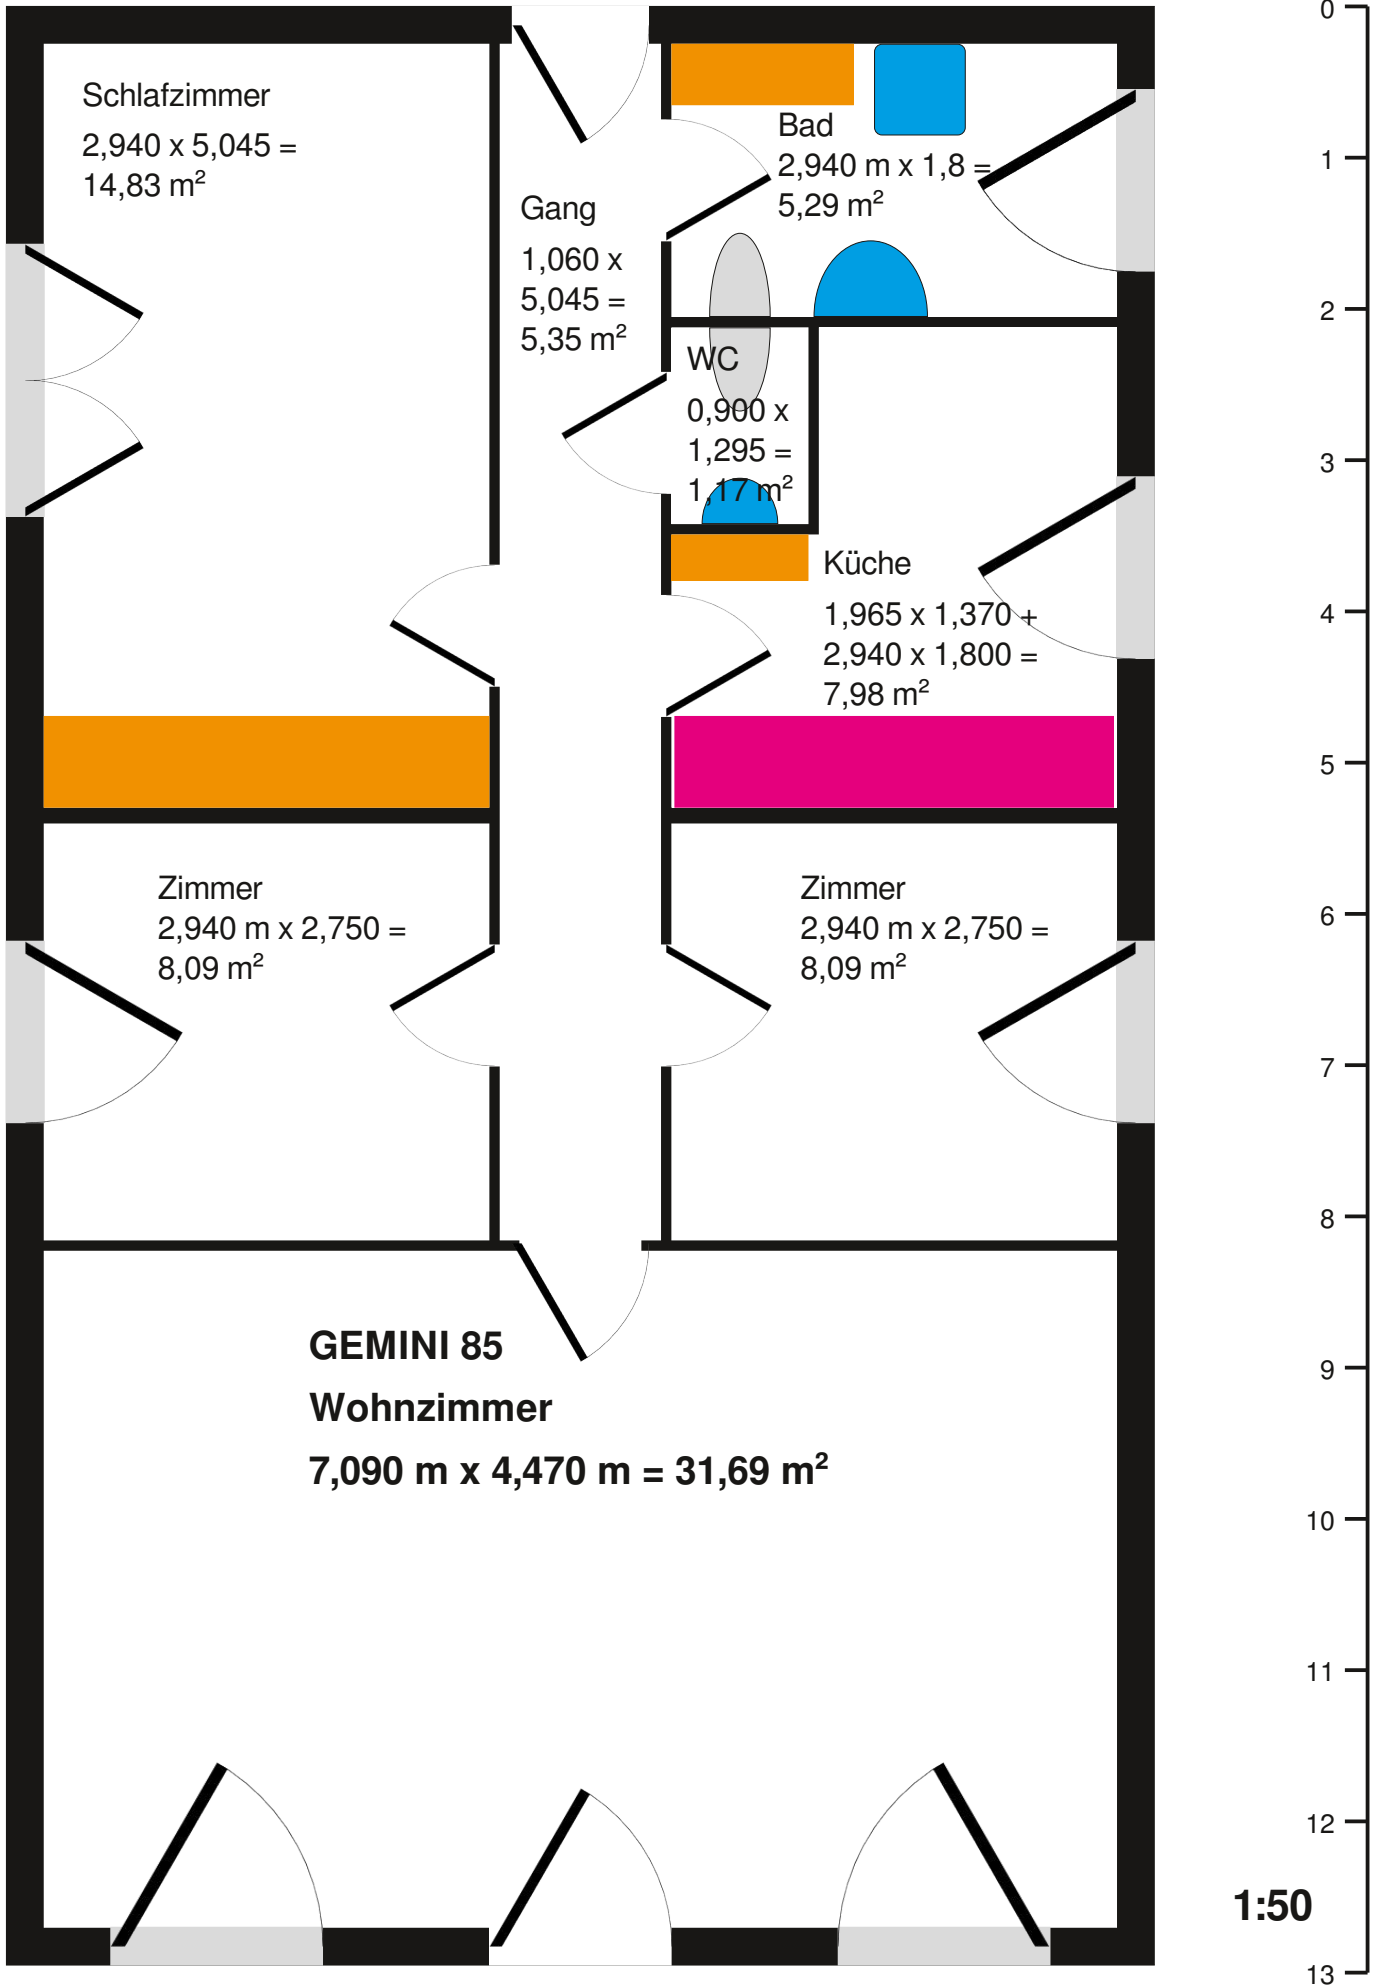 Schlafzimmer
2,940 x 5,045 =
14,83 m²
Gang
1,060 x
5,045 =
5,35 m²
Bad
2,940 m x 1,8 =
5,29 m²
WC
0,900 x
1,295 =
1,17 m²
Küche
1,965 x 1,370 +
2,940 x 1,800 =
7,98 m²
Zimmer
2,940 m x 2,750 =
8,09 m²
Zimmer
2,940 m x 2,750 =
8,09 m²
GEMINI 85
Wohnzimmer
7,090 m x 4,470 m = 31,69 m²
0
1
2
3
4
5
6
7
8
9
10
11
12
13
1:50